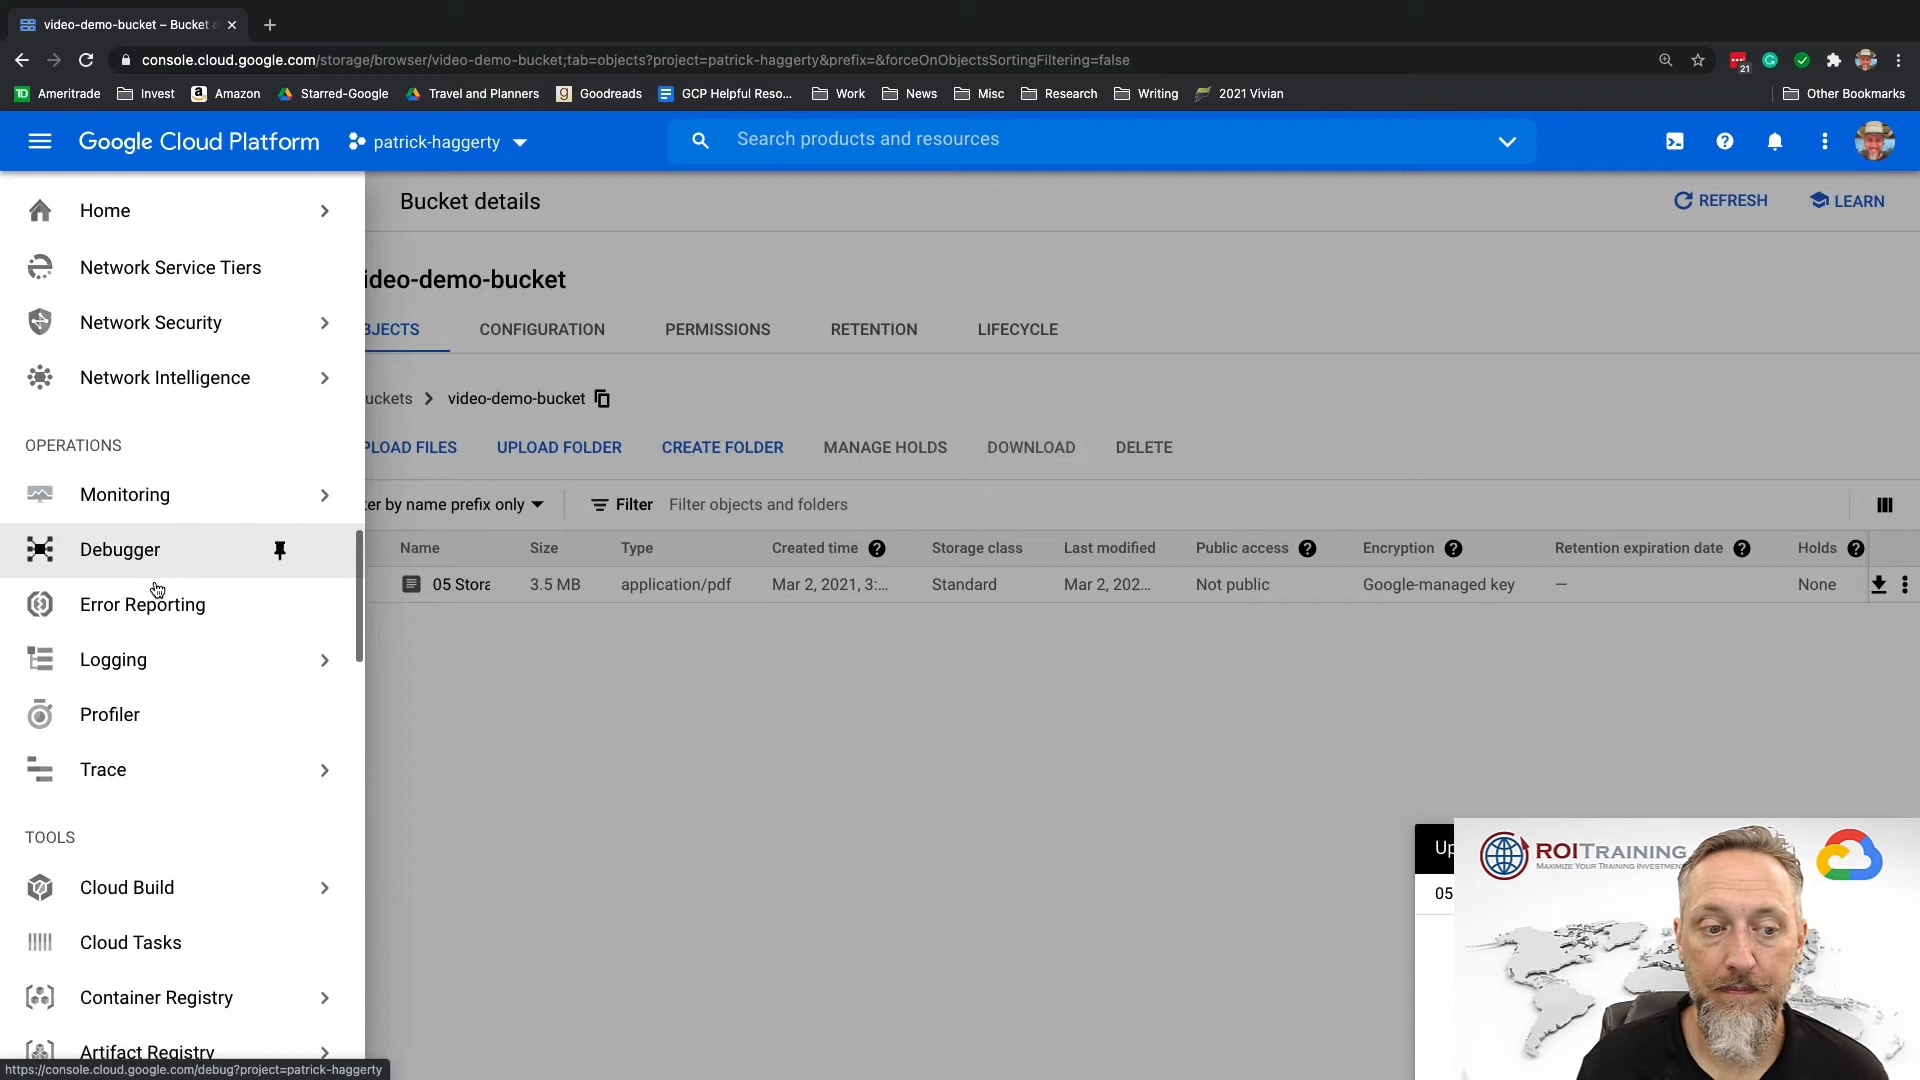 video-demo-bucket – Bucket d
console.cloud.google.com/storage/browser/video-demo-bucket;tab=objects?project=patrick-haggerty&prefix=&forceOnObjectsSortingFiltering=false
21
TD Ameritrade Invest Amazon Starred-Google Travel and Planners Goodreads GCP Helpful Reso... Work News Misc Research Writing 2021 Vivian Other Bookmarks
Google Cloud Platform patrick-haggerty Search products and resources
Home
Network Service Tiers
Network Security
Network Intelligence
OPERATIONS
Monitoring
Debugger
Error Reporting
Logging
Profiler
Trace
TOOLS
Cloud Build
Cloud Tasks
Container Registry
Artifact Registry
https://console.cloud.google.com/debug?project=patrick-haggerty
Bucket details REFRESH LEARN
ideo-demo-bucket
BJECTS CONFIGURATION PERMISSIONS RETENTION LIFECYCLE
uckets > video-demo-bucket
PLOAD FILES UPLOAD FOLDER CREATE FOLDER MANAGE HOLDS DOWNLOAD DELETE
ter by name prefix only Filter Filter objects and folders
Name Size Type Created time Storage class Last modified Public access Encryption Retention expiration date Holds
05 Stora 3.5 MB application/pdf Mar 2, 2021, 3:... Standard Mar 2, 202... Not public Google-managed key — None
Up
05
ROITRAINING
MAXIMIZE YOUR TRAINING INVESTMENT